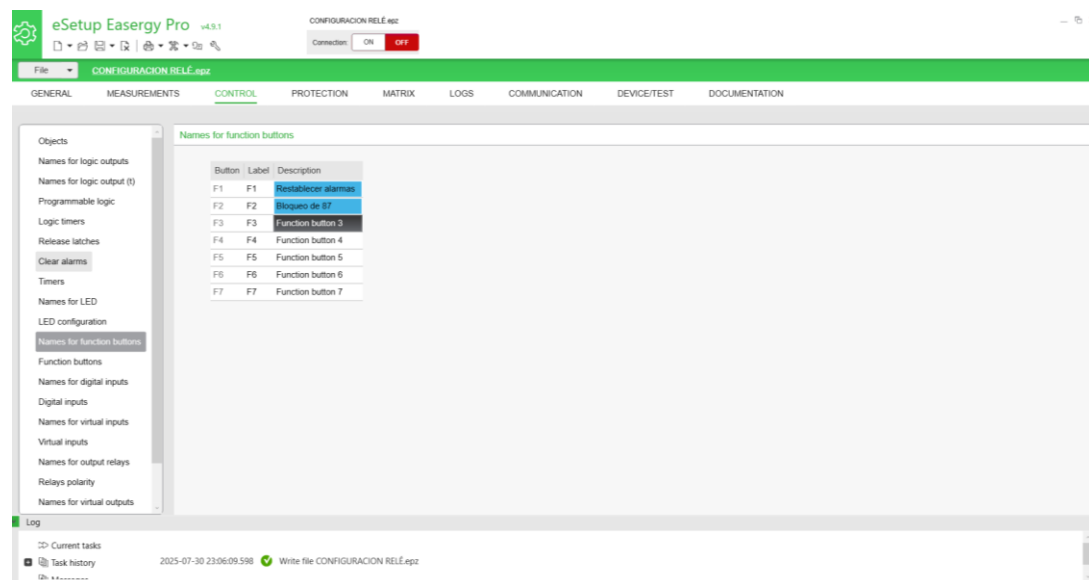 eSetup Easergy Pro v4.9.1
CONFIGURACION RELÉ.epz
Connection: ON OFF
File CONFIGURACION RELÉ.epz
GENERAL MEASUREMENTS CONTROL PROTECTION MATRIX LOGS COMMUNICATION DEVICE/TEST DOCUMENTATION
Objects
Names for logic outputs
Names for logic output (t)
Programmable logic
Logic timers
Release latches
Clear alarms
Timers
Names for LED
LED configuration
Names for function buttons
Function buttons
Names for digital inputs
Digital inputs
Names for virtual inputs
Virtual inputs
Names for output relays
Relays polarity
Names for virtual outputs
Names for function buttons
Button Label Description
F1 F1 Restablecer alarmas
F2 F2 Bloqueo de 87
F3 F3 Function button 3
F4 F4 Function button 4
F5 F5 Function button 5
F6 F6 Function button 6
F7 F7 Function button 7
Log
Current tasks
Task history
2025-07-30 23:06:09.598 Write file CONFIGURACION RELÉ.epz